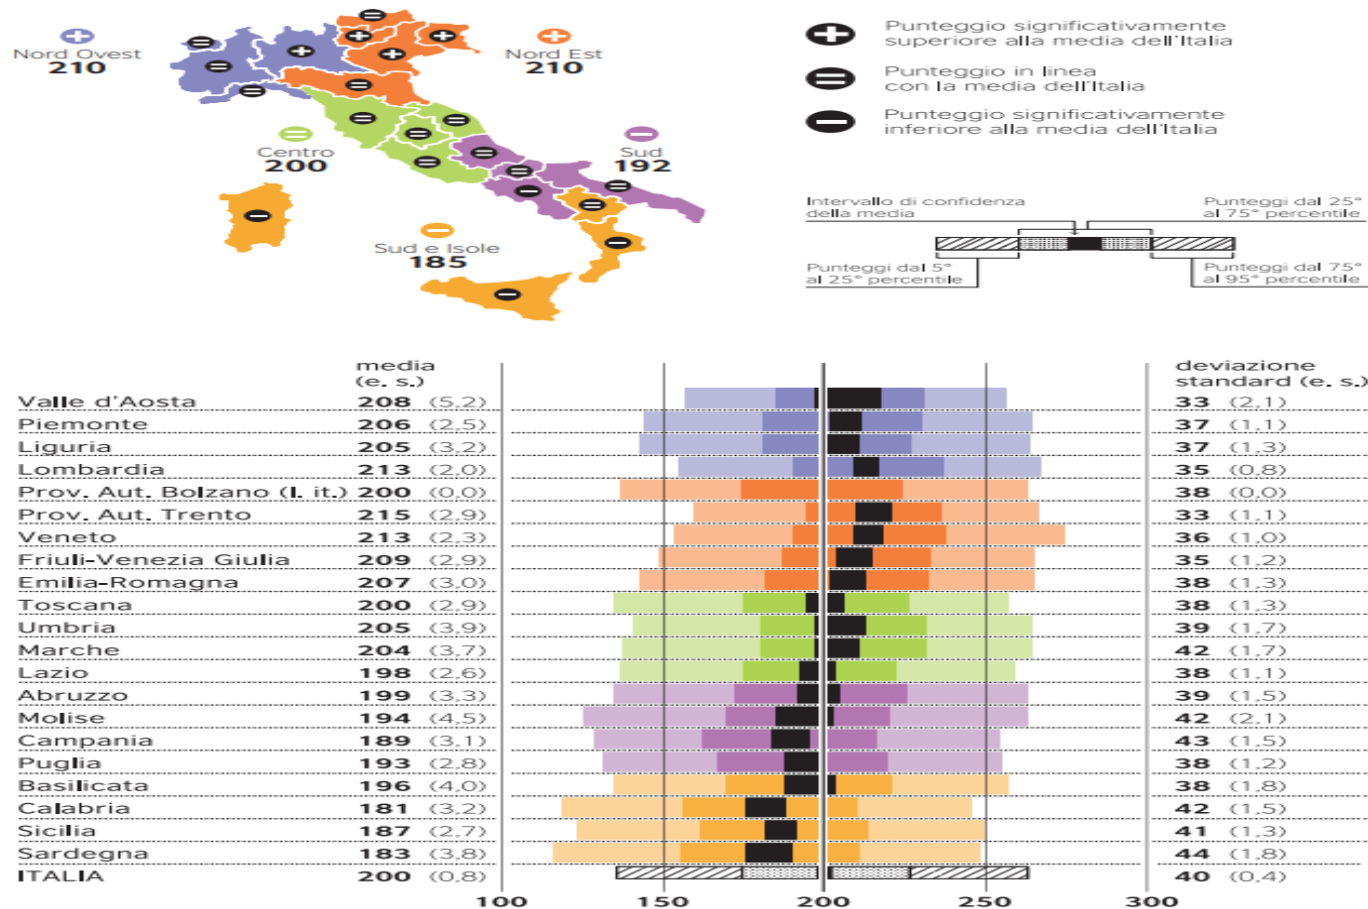 Nord Ovest
210
Nord Est
210
Centro
200
Sud
192
Sud e Isole
185
Punteggio significativamente
superiore alla media dell'Italia
Punteggio in linea
con la media dell'Italia
Punteggio significativamente
inferiore alla media dell'Italia
Intervallo di confidenza
della media
Punteggi dal 25°
al 75° percentile
Punteggi dal 5°
al 25° percentile
Punteggi dal 75°
al 95° percentile
media
(e. s.)
deviazione
standard (e. s.)
Valle d'Aosta 208 (5,2) 33 (2,1)
Piemonte 206 (2,5) 37 (1,1)
Liguria 205 (3,2) 37 (1,3)
Lombardia 213 (2,0) 35 (0,8)
Prov. Aut. Bolzano (l. it.) 200 (0,0) 38 (0,0)
Prov. Aut. Trento 215 (2,9) 33 (1,1)
Veneto 213 (2,3) 36 (1,0)
Friuli-Venezia Giulia 209 (2,9) 35 (1,2)
Emilia-Romagna 207 (3,0) 38 (1,3)
Toscana 200 (2,9) 38 (1,3)
Umbria 205 (3,9) 39 (1,7)
Marche 204 (3,7) 42 (1,7)
Lazio 198 (2,6) 38 (1,1)
Abruzzo 199 (3,3) 39 (1,5)
Molise 194 (4,5) 42 (2,1)
Campania 189 (3,1) 43 (1,5)
Puglia 193 (2,8) 38 (1,2)
Basilicata 196 (4,0) 38 (1,8)
Calabria 181 (3,2) 42 (1,5)
Sicilia 187 (2,7) 41 (1,3)
Sardegna 183 (3,8) 44 (1,8)
ITALIA 200 (0,8) 40 (0,4)
100 150 200 250 300